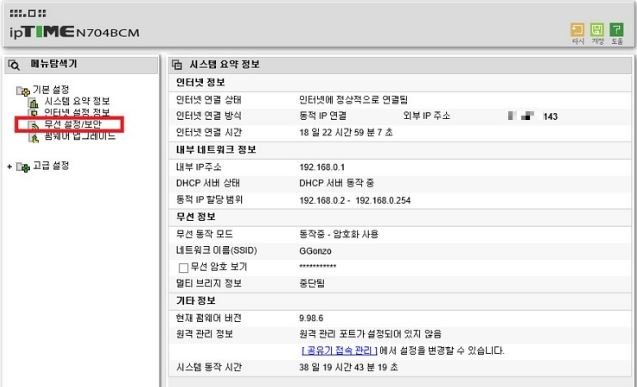 ipTIME N704BCM
다시 저장 도움
메뉴탐색기
기본 설정
시스템 요약 정보
인터넷 설정 정보
무선 설정/보안
펌웨어 업그레이드
고급 설정
시스템 요약 정보
인터넷 정보
인터넷 연결 상태 인터넷에 정상적으로 연결됨
인터넷 연결 방식 동적 IP 연결 외부 IP 주소 143
인터넷 연결 시간 18 일 22 시간 59 분 7 초
내부 네트워크 정보
내부 IP주소 192.168.0.1
DHCP 서버 상태 DHCP 서버 동작 중
동적 IP 할당 범위 192.168.0.2 - 192.168.0.254
무선 정보
무선 동작 모드 동작중 - 암호화 사용
네트워크 이름(SSID) GGonzo
무선 암호 보기 ***********
멀티 브리지 정보 중단됨
기타 정보
현재 펌웨어 버전 9.98.6
원격 관리 정보 원격 관리 포트가 설정되어 있지 않음
[ 공유기 접속 관리 ]에서 설정을 변경할 수 있습니다.
시스템 동작 시간 38 일 19 시간 43 분 19 초